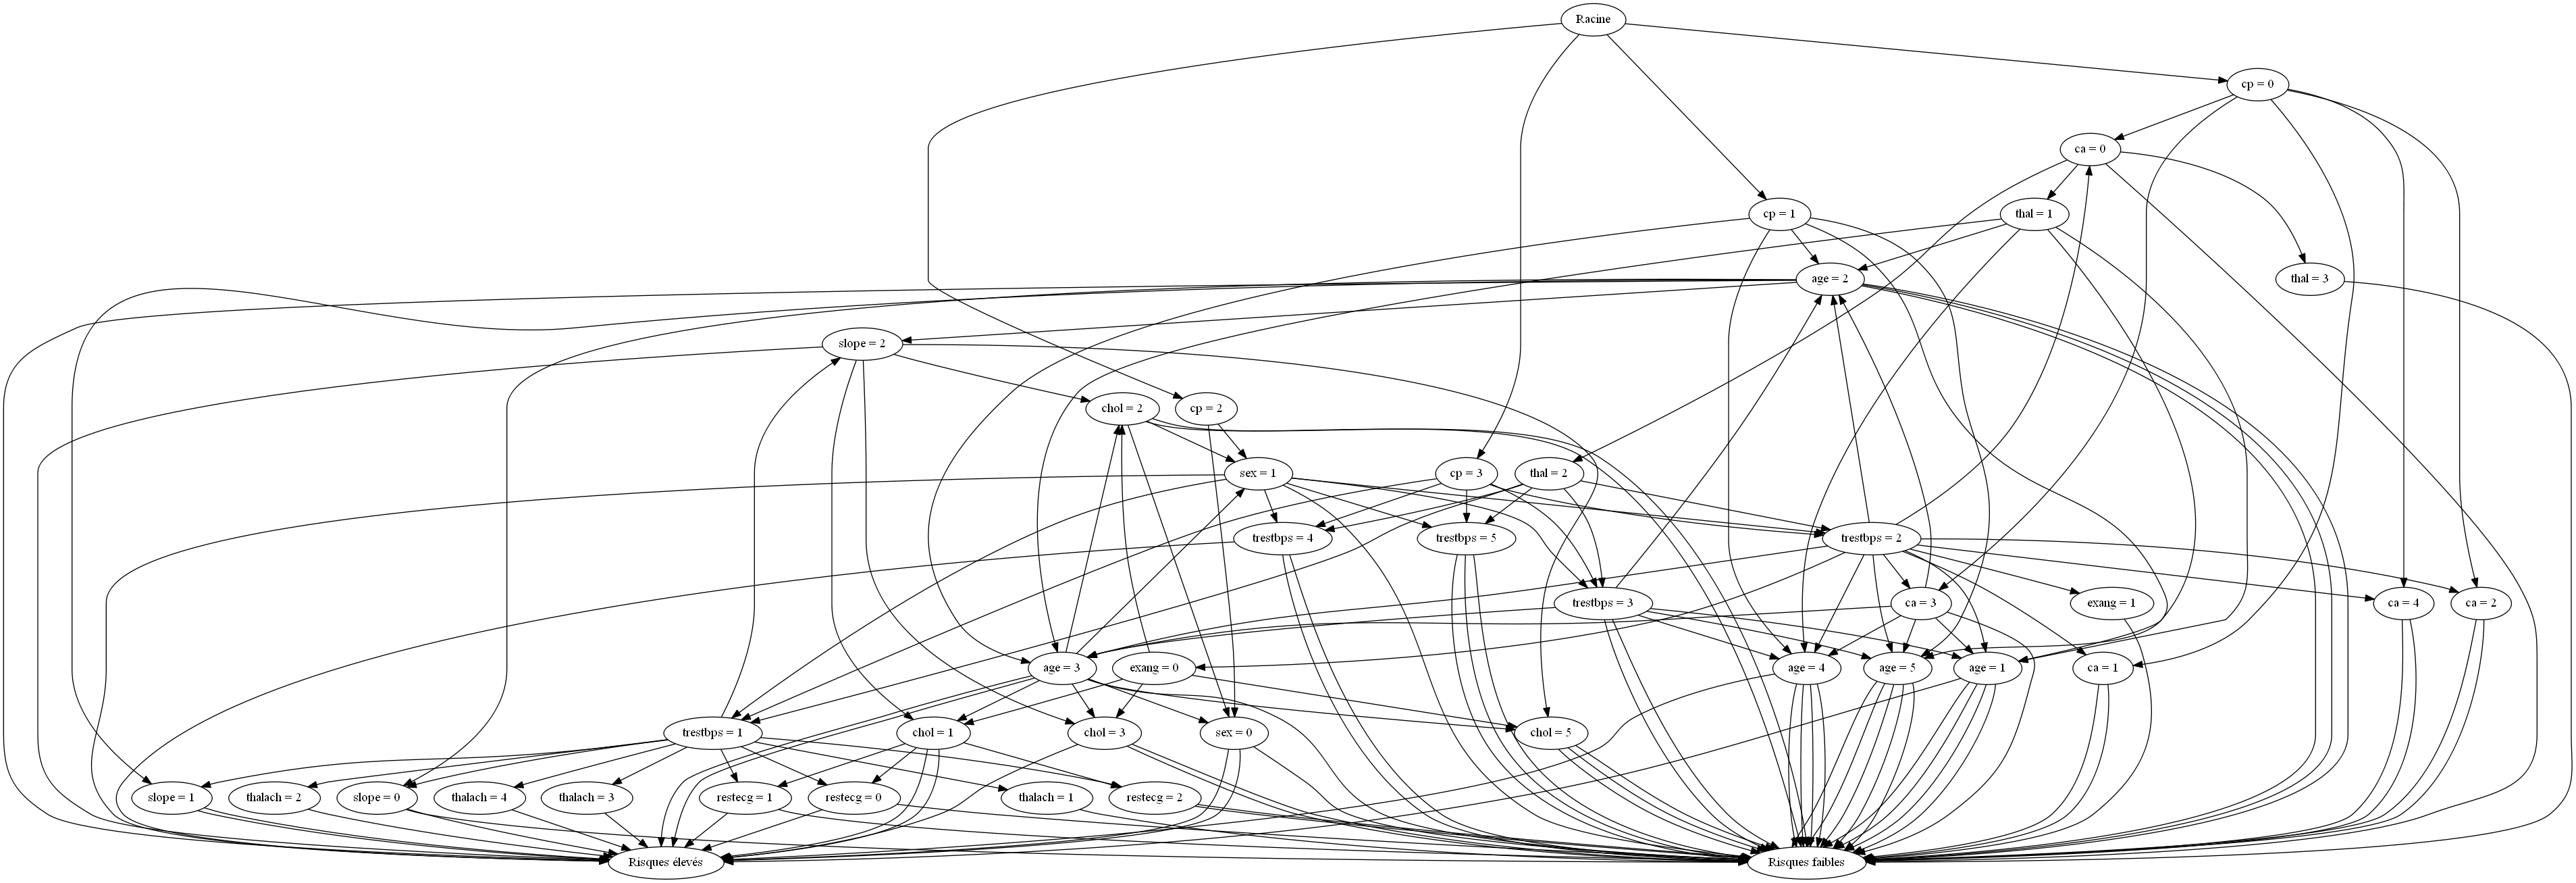 Racine
cp = 0
ca = 0
cp = 1
thal = 1
age = 2
thal = 3
slope = 2
chol = 2
cp = 2
sex = 1
cp = 3
thal = 2
trestbps = 4
trestbps = 5
trestbps = 2
trestbps = 3
ca = 3
exang = 1
ca = 4
ca = 2
age = 3
exang = 0
age = 4
age = 5
age = 1
ca = 1
trestbps = 1
chol = 1
chol = 3
sex = 0
chol = 5
slope = 1
thalach = 2
slope = 0
thalach = 4
thalach = 3
restecg = 1
restecg = 0
thalach = 1
restecg = 2
Risques élevés
Risques faibles